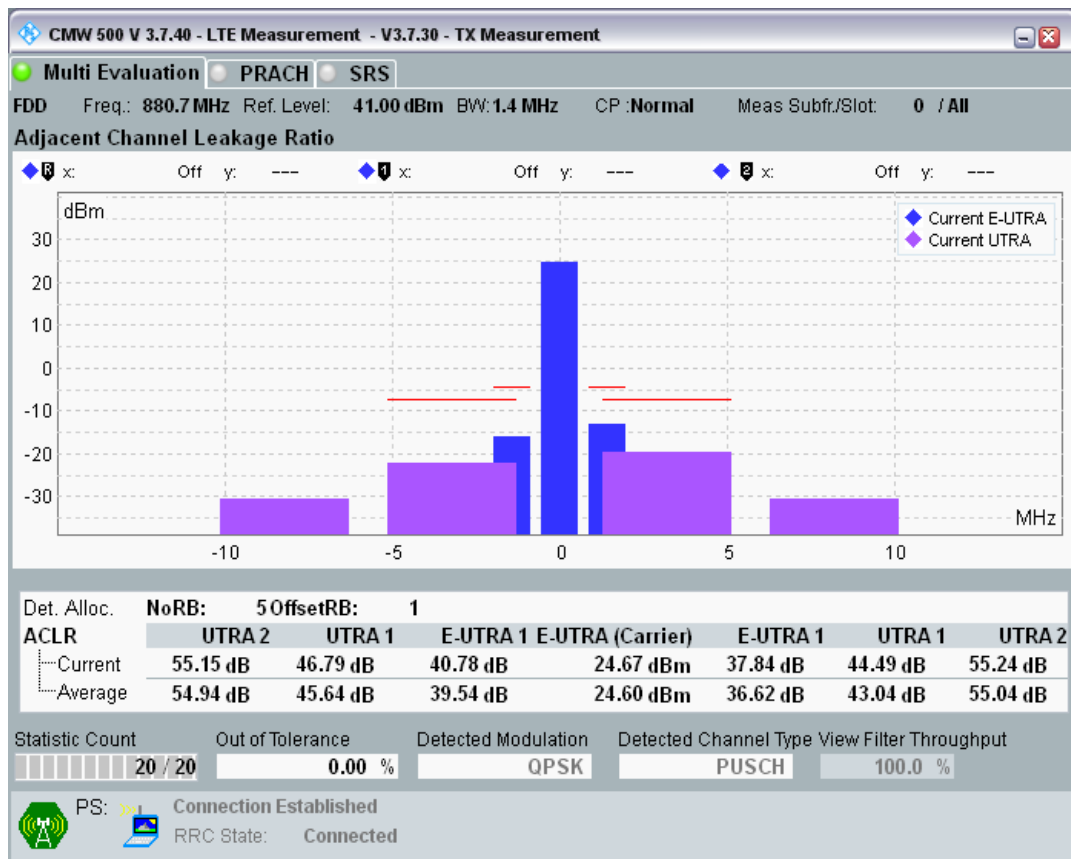 CMW 500 V 3.7.40 - LTE Measurement - V3.7.30 - TX Measurement
Multi Evaluation PRACH SRS
FDD Freq.: 880.7 MHz Ref. Level: 41.00 dBm BW: 1.4 MHz CP :Normal Meas Subfr./Slot: 0 / All
Adjacent Channel Leakage Ratio
R x: Off y: --- 1 x: Off y: --- 2 x: Off y: ---
dBm
Current E-UTRA
Current UTRA
30
20
10
0
-10
-20
-30
MHz
-10 -5 0 5 10
Det. Alloc. NoRB: 5 OffsetRB: 1
ACLR UTRA 2 UTRA 1 E-UTRA 1 E-UTRA (Carrier) E-UTRA 1 UTRA 1 UTRA 2
Current 55.15 dB 46.79 dB 40.78 dB 24.67 dBm 37.84 dB 44.49 dB 55.24 dB
Average 54.94 dB 45.64 dB 39.54 dB 24.60 dBm 36.62 dB 43.04 dB 55.04 dB
Statistic Count Out of Tolerance Detected Modulation Detected Channel Type View Filter Throughput
20 / 20 0.00 % QPSK PUSCH 100.0 %
PS: Connection Established
RRC State: Connected